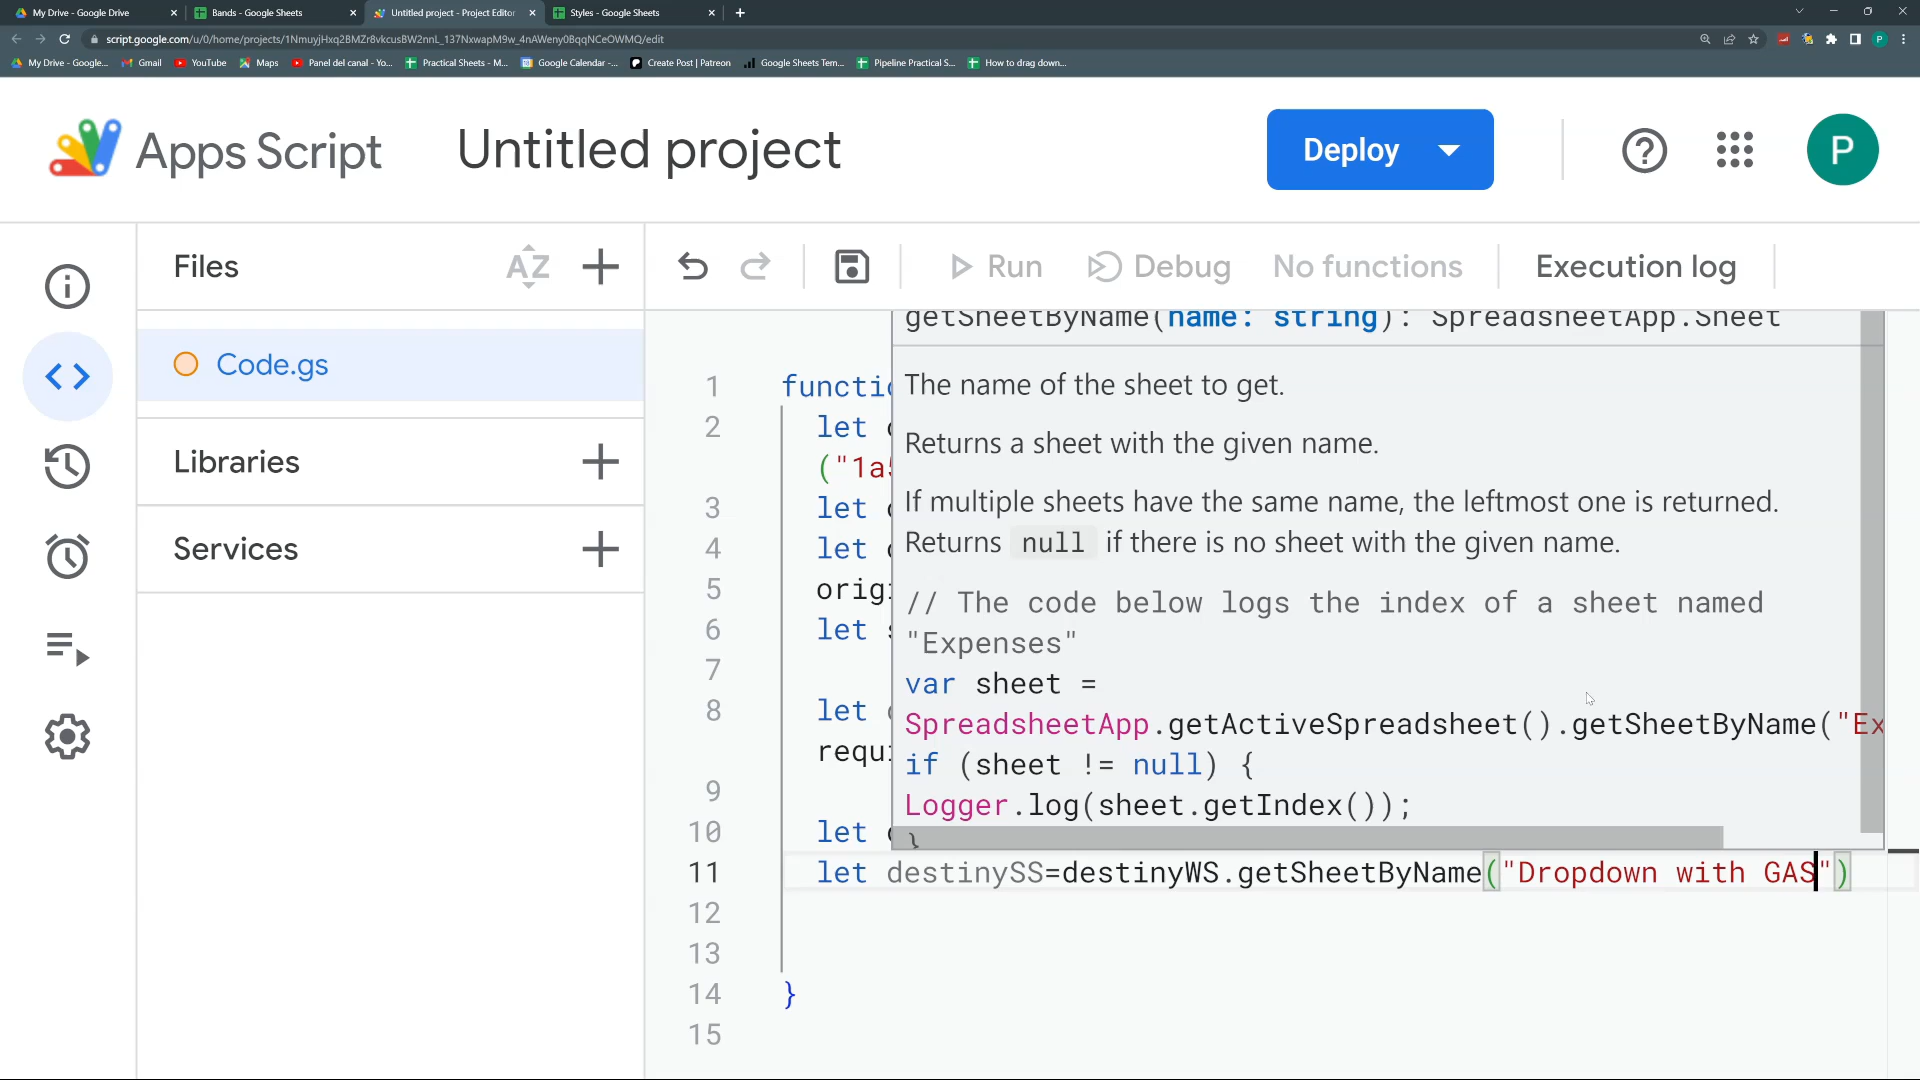 My Drive - Google Drive
Bands - Google Sheets
Untitled project - Project Editor
Styles - Google Sheets
script.google.com/u/0/home/projects/1NmuyjHxq2BMZr8vkcusBW2nnL_137NxwapM9w_4nAWeny0BqqNCeOWMQ/edit
P
My Drive - Google...
Gmail
YouTube
Maps
Panel del canal - Yo...
Practical Sheets - M...
Google Calendar -...
Create Post | Patreon
Google Sheets Tem...
Pipeline Practical S...
How to drag down...
Apps Script
Untitled project
Deploy
P
Files
AZ
Run
Debug
No functions
Execution log
Code.gs
Libraries
Services
getSheetByName(name: string): SpreadsheetApp.Sheet
The name of the sheet to get.
Returns a sheet with the given name.
If multiple sheets have the same name, the leftmost one is returned.
Returns null if there is no sheet with the given name.
// The code below logs the index of a sheet named
"Expenses"
var sheet =
SpreadsheetApp.getActiveSpreadsheet().getSheetByName("Ex
if (sheet != null) {
Logger.log(sheet.getIndex());
}
1 functio
2 let
("1a
3 let
4 let
5 orig
6 let
7
8 let
requ
9
10 let
11 let destinySS=destinyWS.getSheetByName("Dropdown with GAS")
12
13
14 }
15